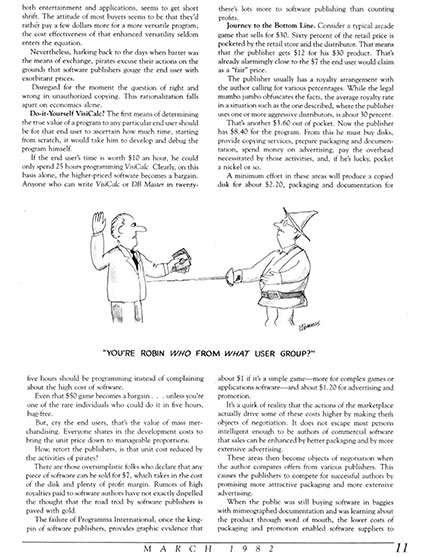 both entertainment and applications, seems to get short
shrift. The attitude of most buyers seems to be that they'd
rather pay a few dollars more for a more versatile program;
the cost effectiveness of that enhanced versatility seldom
enters the equation.
Nevertheless, harking back to the days when barter was
the means of exchange, pirates excuse their actions on the
grounds that software publishers gouge the end user with
exorbitant prices.
Disregard for the moment the question of right and
wrong in unauthorized copying. This rationalization falls
apart on economics alone.
Do-it-Yourself VisiCalc? The first means of determining
the true value of a program to any particular end user should
be for that end user to ascertain how much time, starting
from scratch, it would take him to develop and debug the
program himself.
If the end user's time is worth $10 an hour, he could
only spend 25 hours programming VisiCalc. Clearly, on this
basis alone, the higher-priced software becomes a bargain.
Anyone who can write VisiCalc or DB Master in twenty-
there's lots more to software publishing than counting
profits.
Journey to the Bottom Line. Consider a typical arcade
game that sells for $30. Sixty percent of the retail price is
pocketed by the retail store and the distributor. That means
that the publisher gets $12 for his $30 product. That's
already alarmingly close to the $7 the end user would claim
as a "fair" price.
The publisher usually has a royalty arrangement with
the author calling for various percentages. While the legal
mumbo jumbo obfuscates the facts, the average royalty rate
in a situation such as the one described, where the publisher
uses one or more aggressive distributors, is about 30 percent.
That's another $3.60 out of pocket. Now the publisher
has $8.40 for the program. From this he must buy disks,
provide copying services, prepare packaging and documen-
tation, spend money on advertising, pay the overhead
necessitated by those activities, and, if he's lucky, pocket
a nickel or so.
A minimum effort in these areas will produce a copied
disk for about $2.20, packaging and documentation for
"YOU'RE ROBIN WHO FROM WHAT USER GROUP?"
five hours should be programming instead of complaining
about the high cost of software.
Even that $50 game becomes a bargain . . . unless you're
one of the rare individuals who could do it in five hours,
bug-free.
But, cry the end users, that's the value of mass mer-
chandising. Everyone shares in the development costs to
bring the unit price down to manageable proportions.
How, retort the publishers, is that unit cost reduced by
the activities of pirates?
There are those oversimplistic folks who declare that any
piece of software can be sold for $7, which takes in the cost
of the disk and plenty of profit margin. Rumors of high
royalties paid to software authors have not exactly dispelled
the thought that the road trod by software publishers is
paved with gold.
The failure of Programma International, once the king-
pin of software publishers, provides graphic evidence that
about $1 if it's a simple game—more for complex games or
applications software—and about $1.20 for advertising and
promotion.
It's a quirk of reality that the actions of the marketplace
actually drive some of these costs higher by making them
objects of negotiation. It does not escape most persons
intelligent enough to be authors of commercial software
that sales can be enhanced by better packaging and by more
extensive advertising.
These areas then become objects of negotiation when
the author compares offers from various publishers. This
causes the publishers to compete for successful authors by
promising more attractive packaging and more extensive
advertising.
When the public was still buying software in baggies
with mimeographed documentation and was learning about
the product through word of mouth, the lower costs of
packaging and promotion enabled software suppliers to
MARCH 1982
11